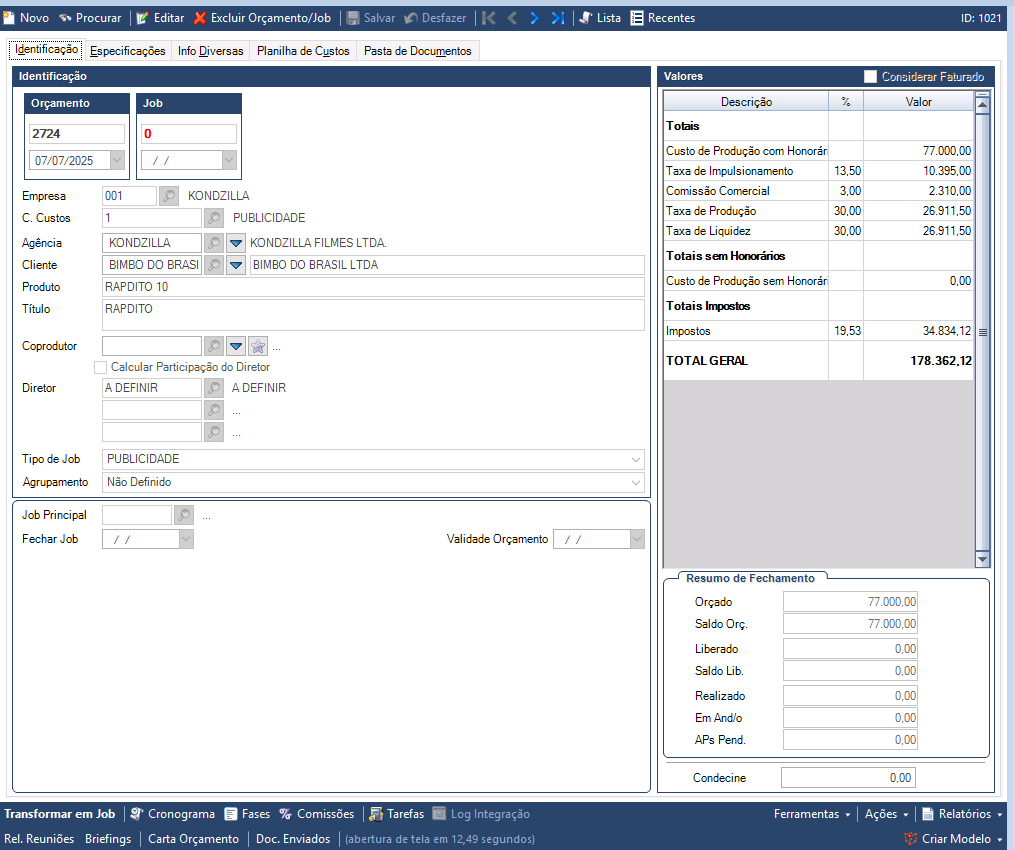 Novo Procurar Editar Excluir Orçamento/Job Salvar Desfazer Lista Recentes ID: 1021
Identificação Especificações Info Diversas Planilha de Custos Pasta de Documentos
Identificação
Orçamento Job
2724 0
07/07/2025 / /
Empresa 001 KONDZILLA
C. Custos 1 PUBLICIDADE
Agência KONDZILLA KONDZILLA FILMES LTDA.
Cliente BIMBO DO BRASI BIMBO DO BRASIL LTDA
Produto RAPDITO 10
Título RAPDITO
Coprodutor ...
Calcular Participação do Diretor
Diretor A DEFINIR A DEFINIR
...
...
Tipo de Job PUBLICIDADE
Agrupamento Não Definido
Job Principal ...
Fechar Job / / Validade Orçamento / /
Valores Considerar Faturado
Descrição % Valor
Totais
Custo de Produção com Honorári 77.000,00
Taxa de Impulsionamento 13,50 10.395,00
Comissão Comercial 3,00 2.310,00
Taxa de Produção 30,00 26.911,50
Taxa de Liquidez 30,00 26.911,50
Totais sem Honorários
Custo de Produção sem Honorári 0,00
Totais Impostos
Impostos 19,53 34.834,12
TOTAL GERAL 178.362,12
Resumo de Fechamento
Orçado 77.000,00
Saldo Orç. 77.000,00
Liberado 0,00
Saldo Lib. 0,00
Realizado 0,00
Em And/o 0,00
APs Pend. 0,00
Condecine 0,00
Transformar em Job Cronograma Fases Comissões Tarefas Log Integração Ferramentas Ações Relatórios
Rel. Reuniões Briefings Carta Orçamento Doc. Enviados (abertura de tela em 12,49 segundos) Criar Modelo